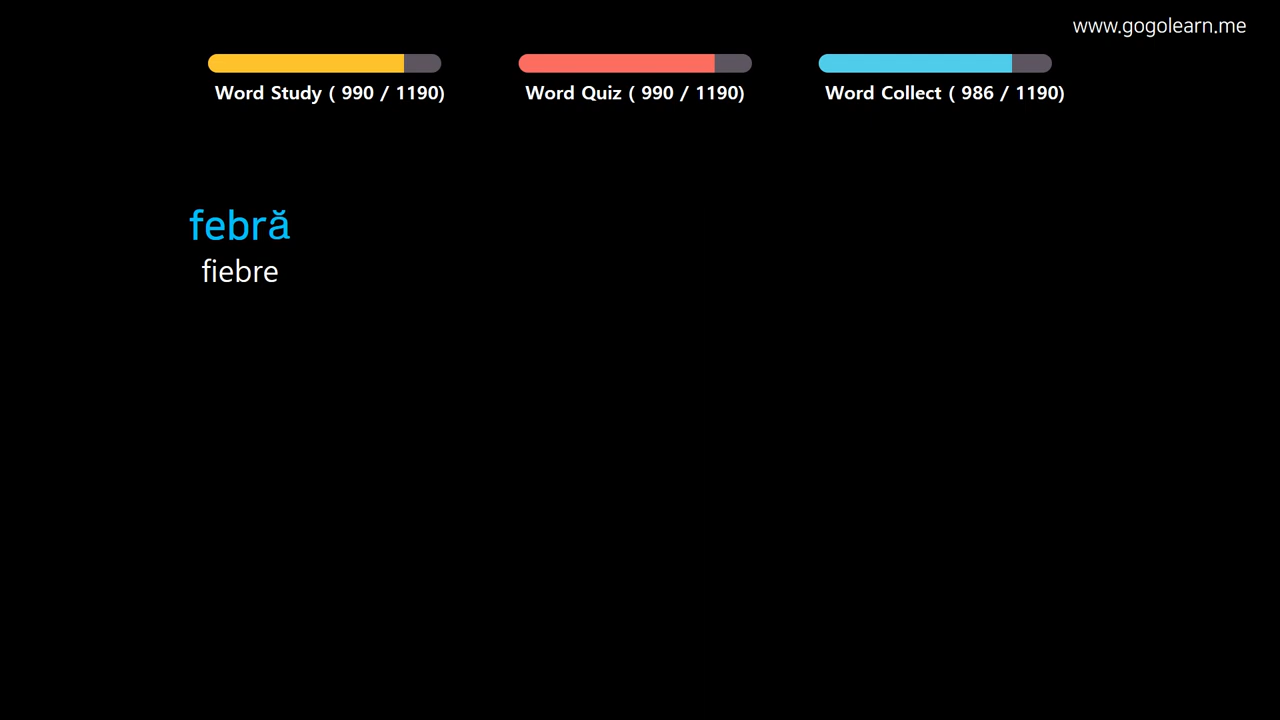 www.gogolearn.me
Word Study ( 990 / 1190)
Word Quiz ( 990 / 1190)
Word Collect ( 986 / 1190)
febră
fiebre